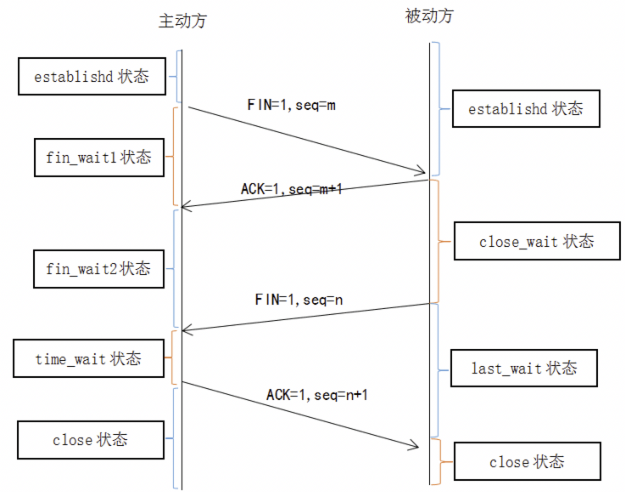 主动方
被动方
establishd 状态
FIN=1,seq=m
establishd 状态
fin_wait1 状态
ACK=1,seq=m+1
close_wait 状态
fin_wait2 状态
FIN=1,seq=n
time_wait 状态
last_wait 状态
ACK=1,seq=n+1
close 状态
close 状态